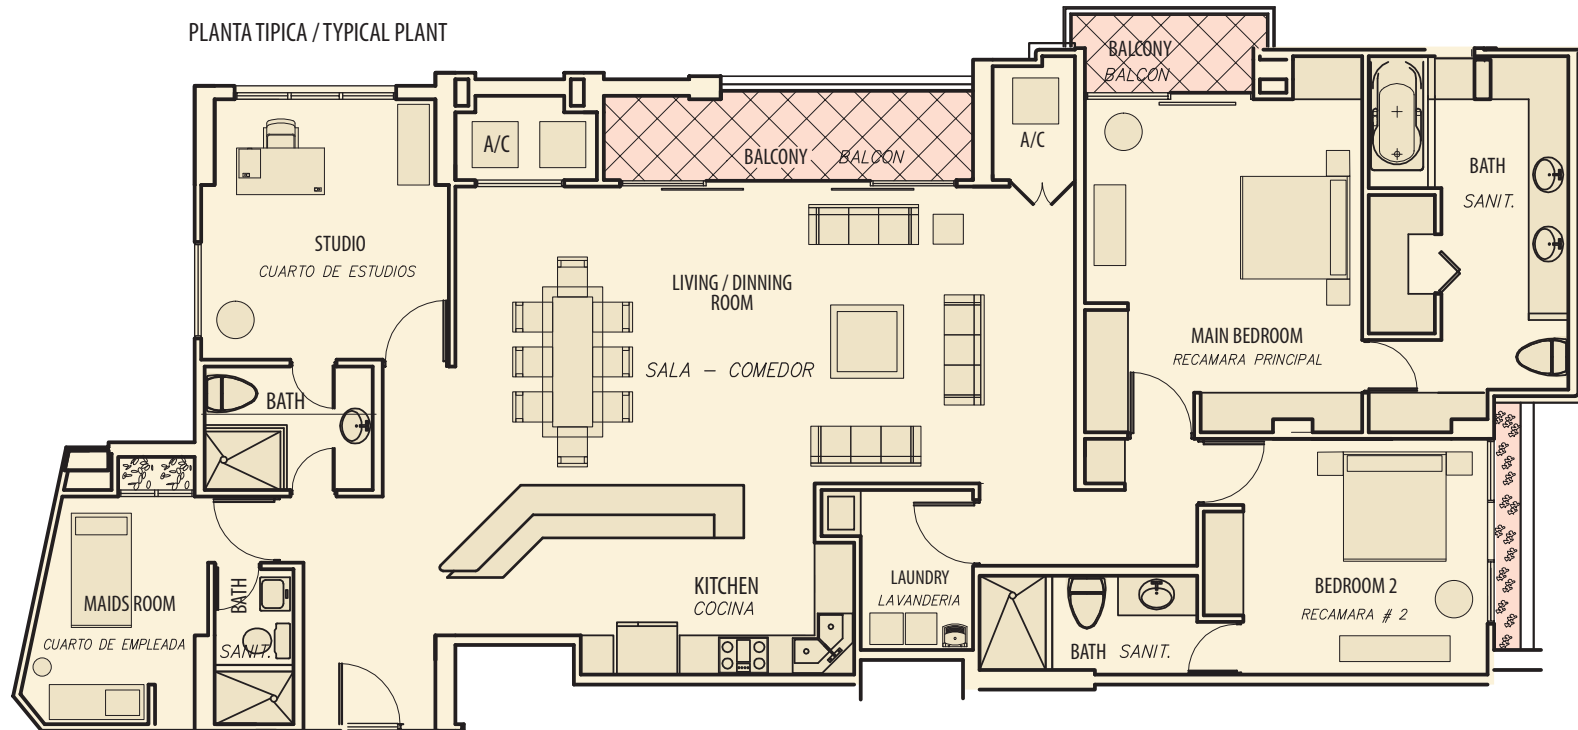 PLANTA TIPICA / TYPICAL PLANT
BALCONY
BALCON
A/C
BALCONY BALCON
A/C
BATH
SANIT.
STUDIO
CUARTO DE ESTUDIOS
LIVING / DINNING
ROOM
SALA - COMEDOR
MAIN BEDROOM
RECAMARA PRINCIPAL
BATH
MAIDS ROOM
CUARTO DE EMPLEADA
BATH
SANIT.
KITCHEN
COCINA
LAUNDRY
LAVANDERIA
BATH SANIT.
BEDROOM 2
RECAMARA # 2